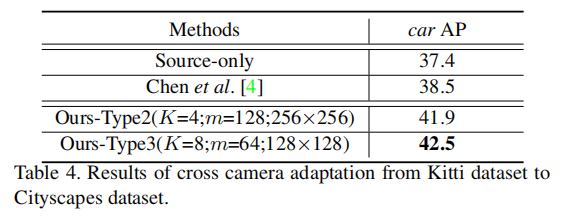 Methods car AP
Source-only 37.4
Chen et al. [4] 38.5
Ours-Type2(K=4;m=128;256×256) 41.9
Ours-Type3(K=8;m=64;128×128) 42.5
Table 4. Results of cross camera adaptation from Kitti dataset to
Cityscapes dataset.